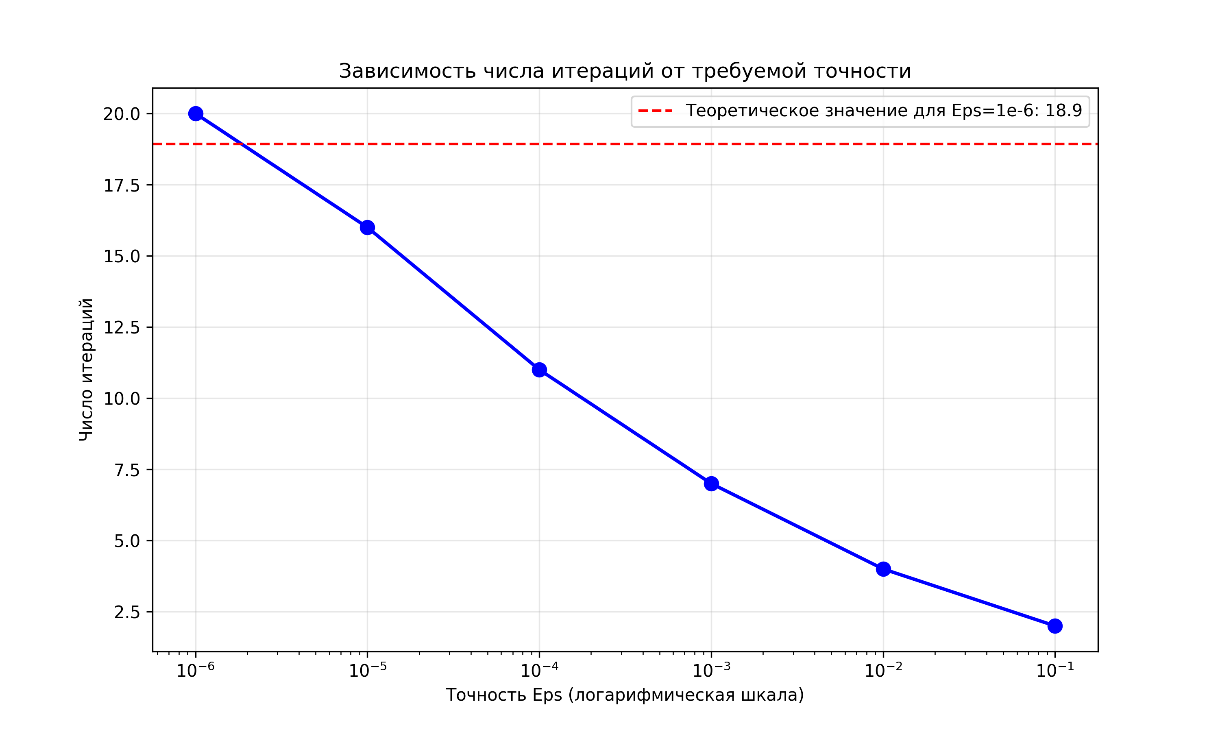 Зависимость числа итераций от требуемой точности
Теоретическое значение для Eps=1e-6: 18.9
20.0
17.5
15.0
12.5
10.0
7.5
5.0
2.5
Число итераций
10⁻⁶ 10⁻⁵ 10⁻⁴ 10⁻³ 10⁻² 10⁻¹
Точность Eps (логарифмическая шкала)